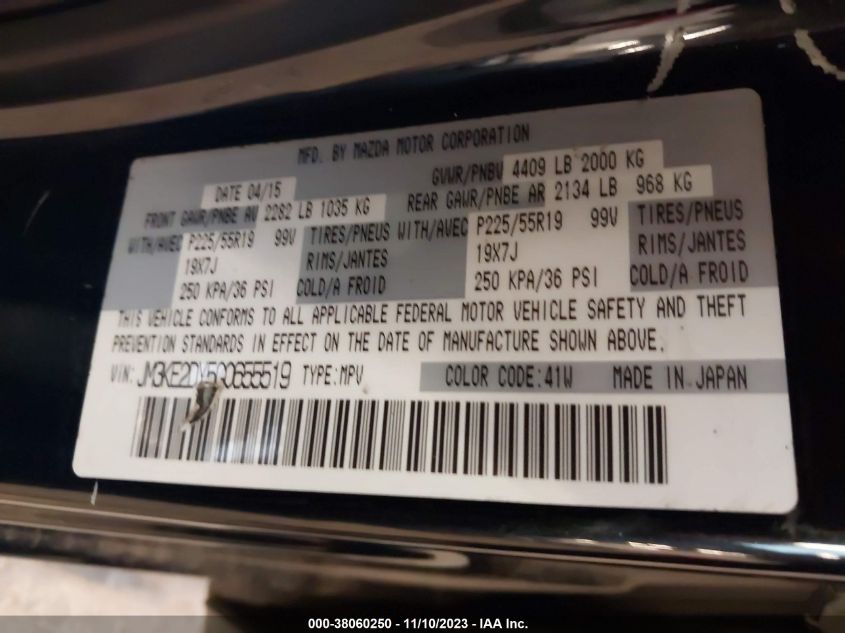 MFD. BY MAZDA MOTOR CORPORATION
DATE 04/15 GVWR/PNBV 4409 LB 2000 KG
FRONT GAWR/PNBE AV 2282 LB 1035 KG REAR GAWR/PNBE AR 2134 LB 968 KG
WITH/AVEC P225/55R19 99V TIRES/PNEUS WITH/AVEC P225/55R19 99V TIRES/PNEUS
19X7J RIMS/JANTES 19X7J RIMS/JANTES
250 KPA/36 PSI COLD/A FROID 250 KPA/36 PSI COLD/A FROID
THIS VEHICLE CONFORMS TO ALL APPLICABLE FEDERAL MOTOR VEHICLE SAFETY AND THEFT
PREVENTION STANDARDS IN EFFECT ON THE DATE OF MANUFACTURE SHOWN ABOVE.
VIN: JM3KE2DY5G0655519 TYPE:MPV COLOR CODE:41W MADE IN JAPAN
000-38060250 - 11/10/2023 - IAA Inc.